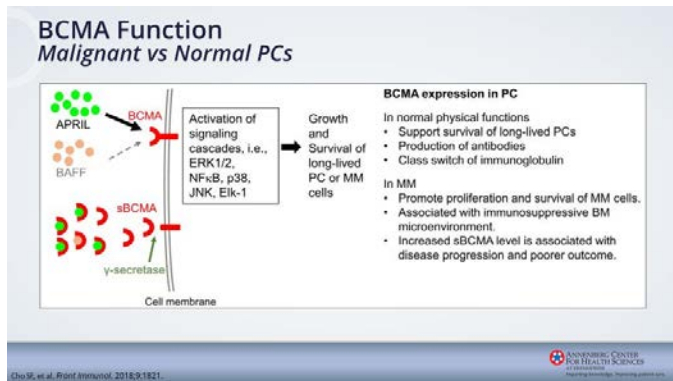 BCMA Function
Malignant vs Normal PCs
APRIL
BAFF
BCMA
sBCMA
γ-secretase
Cell membrane
Activation of
signaling
cascades, i.e.,
ERK1/2,
NFκB, p38,
JNK, Elk-1
Growth
and
Survival of
long-lived
PC or MM
cells
BCMA expression in PC
In normal physical functions
• Support survival of long-lived PCs
• Production of antibodies
• Class switch of immunoglobulin
In MM
• Promote proliferation and survival of MM cells.
• Associated with immunosuppressive BM
microenvironment.
• Increased sBCMA level is associated with
disease progression and poorer outcome.
Cho SF, et al. Front Immunol. 2018;9:1821.
ANNENBERG CENTER
FOR HEALTH SCIENCES